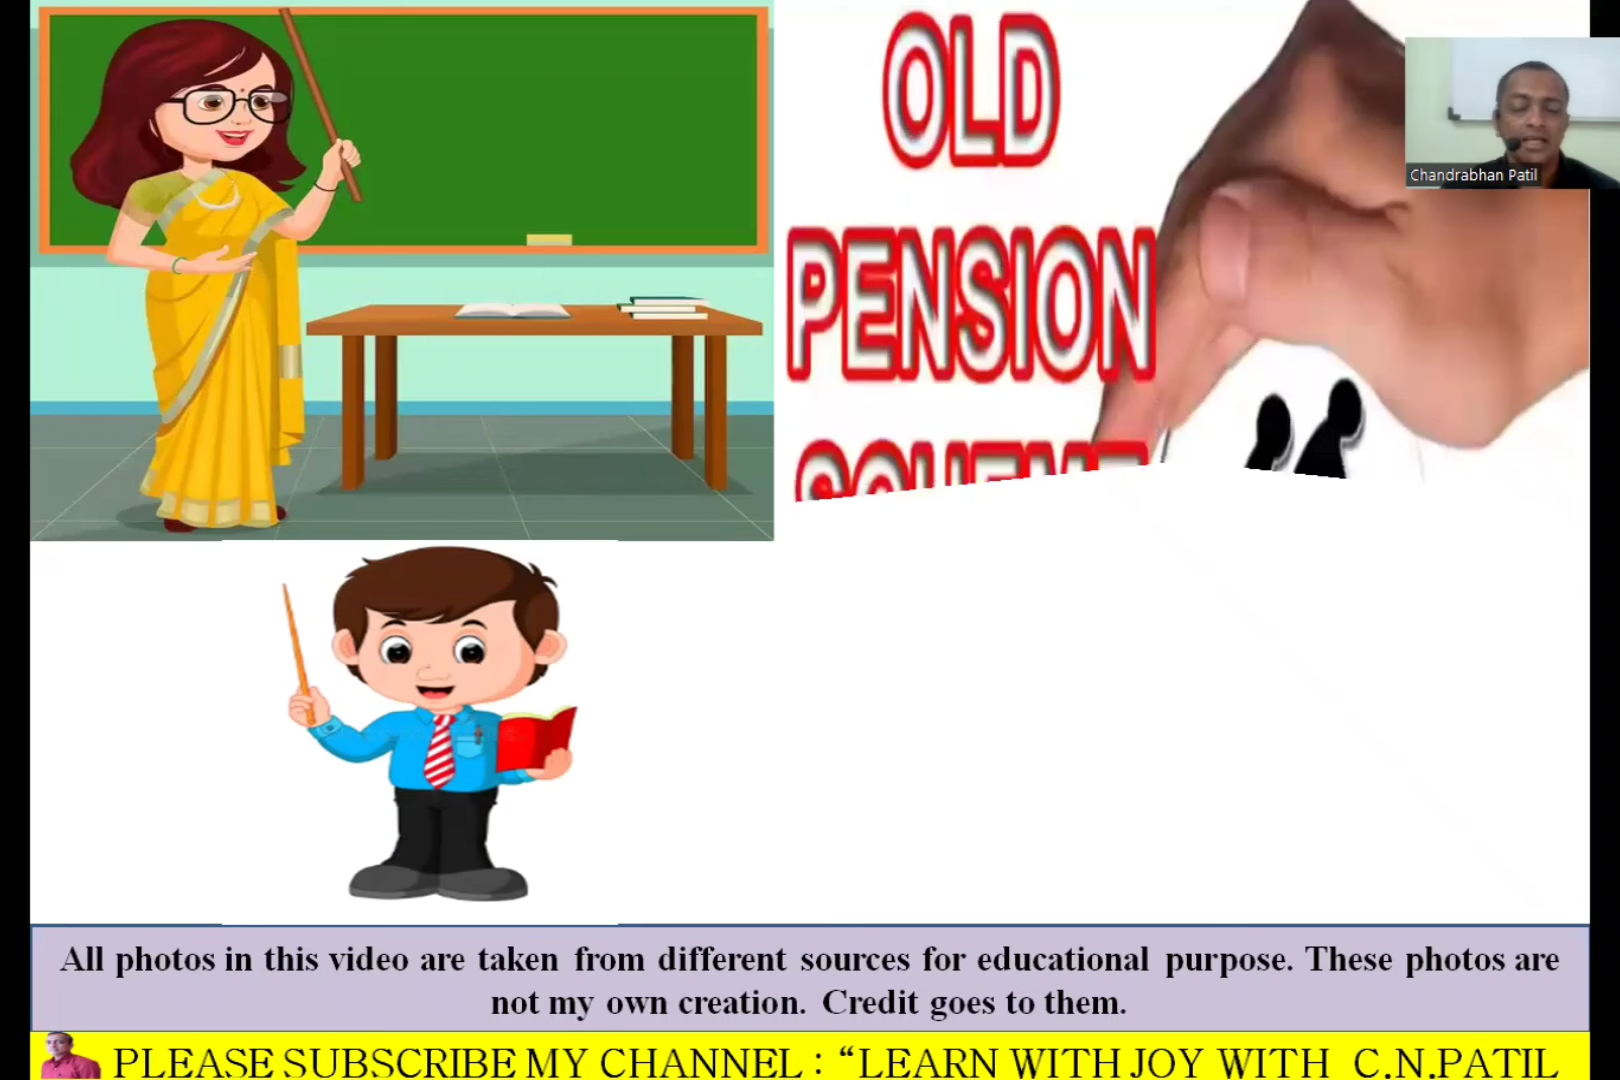 OLD
PENSION
SCHEME
Chandrabhan Patil
All photos in this video are taken from different sources for educational purpose. These photos are
not my own creation. Credit goes to them.
PLEASE SUBSCRIBE MY CHANNEL : “LEARN WITH JOY WITH C.N.PATIL